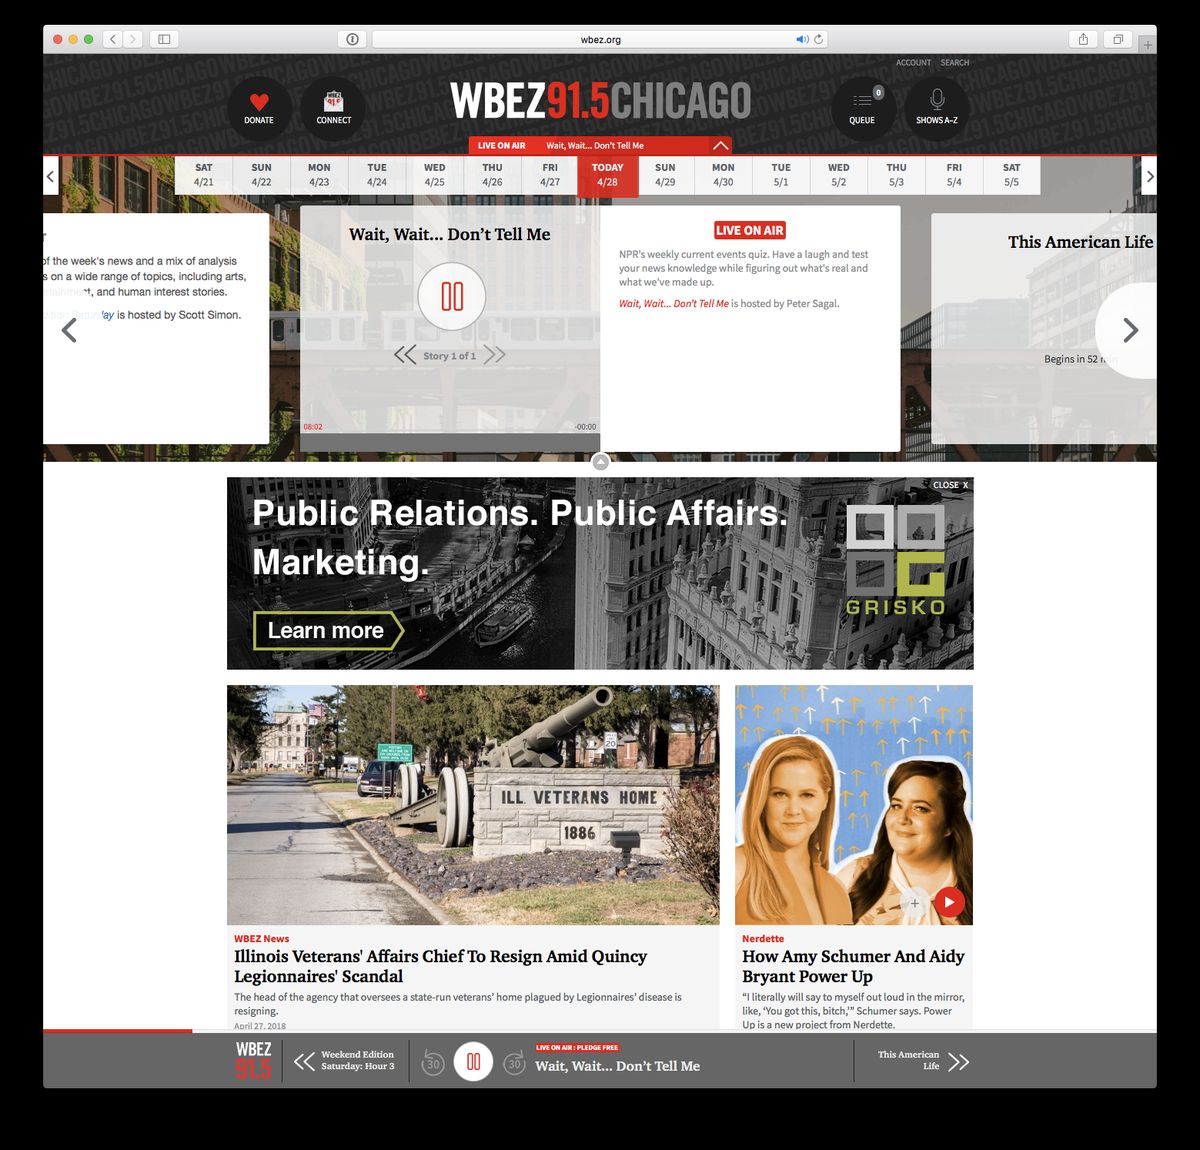 wbez.org
ACCOUNT SEARCH
DONATE
WBEZ 91.5
CONNECT
WBEZ91.5CHICAGO
0
QUEUE
SHOWS A-Z
LIVE ON AIR Wait, Wait... Don't Tell Me
SAT SUN MON TUE WED THU FRI TODAY SUN MON TUE WED THU FRI SAT
4/21 4/22 4/23 4/24 4/25 4/26 4/27 4/28 4/29 4/30 5/1 5/2 5/3 5/4 5/5
of the week's news and a mix of analysis
s on a wide range of topics, including arts,
and human interest stories.
is hosted by Scott Simon.
Wait, Wait... Don't Tell Me
Story 1 of 1
08:02 -00:00
LIVE ON AIR
NPR's weekly current events quiz. Have a laugh and test
your news knowledge while figuring out what's real and
what we've made up.
Wait, Wait... Don't Tell Me is hosted by Peter Sagal.
This American Life
Begins in 52 min
CLOSE X
Public Relations. Public Affairs.
Marketing.
Learn more
GRISKO
SPEED LIMIT 20
ILL. VETERANS HOME
1886
WBEZ News
Illinois Veterans' Affairs Chief To Resign Amid Quincy
Legionnaires' Scandal
The head of the agency that oversees a state-run veterans' home plagued by Legionnaires' disease is
resigning.
April 27, 2018
Nerdette
How Amy Schumer And Aidy
Bryant Power Up
“I literally will say to myself out loud in the mirror,
like, ‘You got this, bitch,’” Schumer says. Power
Up is a new project from Nerdette.
WBEZ
91.5
Weekend Edition
Saturday: Hour 3
30
30
LIVE ON AIR : PLEDGE FREE
Wait, Wait... Don't Tell Me
This American
Life